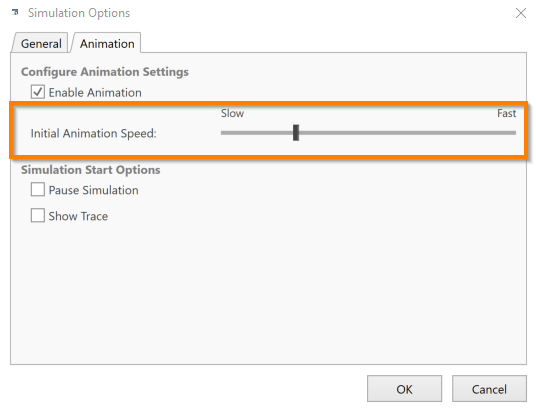 Simulation Options
General
Animation
Configure Animation Settings
Enable Animation
Slow
Fast
Initial Animation Speed:
Simulation Start Options
Pause Simulation
Show Trace
OK
Cancel